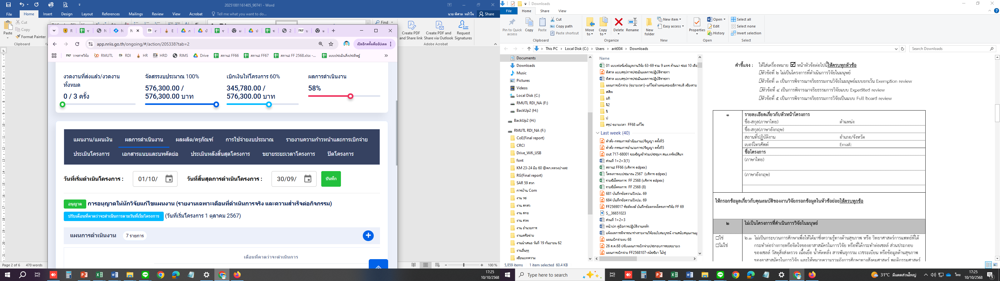 20251001161405_90741 - Word
File Home Insert Design Layout References Mailings Review View Acrobat Tell me what you want to do... นาย พิศาล หล้าใจ Share
Cut
Copy
Paste
Format Painter
Clipboard
Find
Create PDF and Share link
Create PDF and Share via Outlook
Request Signatures
Adobe Acrobat
app.nriis.go.th/ongoing/#/action/205338?tab=2
เปิดอีกครั้งเพื่ออัปเดต
วารสารวิจัย RMUTL RDI HR HRD RIMS Drive สถานะ FF66 สถานะ FF67 สถานะ FF 2568.xlsx -... แบบประเมินสิ่งประดิษฐ์
งวดงานที่ส่งแล้ว/งวดงานทั้งหมด
0 / 3 ครั้ง
จัดสรรงบประมาณ 100%
576,300.00 /
576,300.00 บาท
เบิกเงินให้โครงการ 60%
345,780.00 /
576,300.00 บาท
ผลการดำเนินงาน
58%
แผนงาน/แผนเงิน ผลการดำเนินงาน ผลผลิต/ครุภัณฑ์ การใช้จ่ายงบประมาณ รายงานความก้าวหน้าและการเบิกจ่าย
ประเมินโครงการ เอกสารแนบและบทคัดย่อ ประเมินหลังสิ้นสุดโครงการ ขยายระยะเวลาโครงการ ปิดโครงการ
วันที่เริ่มดำเนินโครงการ : 01/10/ วันที่สิ้นสุดการดำเนินโครงการ : 30/09/ บันทึก
อนุญาต การอนุญาตให้นักวิจัยแก้ไขแผนงาน (รายงานเฉพาะเดือนที่ดำเนินการจริง และความสำเร็จต่อกิจกรรม)
ปรับเดือนที่คาดว่าจะดำเนินการตามวันที่เริ่มโครงการ (วันที่เริ่มโครงการ 1 ตุลาคม 2567)
แผนการดำเนินงาน 7 รายการ
เดือนที่คาดว่าจะดำเนินการ
Page 2 of 6 470 words
100 %
17:25
10/10/2568
Downloads
File Home Share View
Pin to Quick access
Copy
Paste
Cut
Copy path
Paste shortcut
Clipboard
Move to
Copy to
Delete
Rename
Organize
New folder
New item
Easy access
New
Properties
Open
Edit
History
Open
Select all
Select none
Invert selection
Select
This PC > Local Disk (C:) > Users > arit004 > Downloads
Search Downloads
Documents
Downloads
Music
Pictures
Videos
Local Disk (C:)
RMUTL RDI_NA (F:)
BackUp2 (H:)
BackUp2 (H:)
RMUTL RDI_NA (F:)
CoE(Final report)
CRCI
Drive_Wifi_USB
font
KM 23-24 มิย 60 @ตก.หลวงปางตะ
RG(Final report)
SAR 59 สวก
การบ้าน Com
งาน วช
งาน สกสว
งาน สกอ
งาน สวพ
งาน อำนวยการ
งานเครือข่าย
งานนำเสนอ วันที่ 19 กันยายน 62
งานอื่นๆ
เขียนบทความ
Name
01 แบบฟอร์มข้อมูลงานวิจัย 63-69 รวม 9 มทร ล้านนา ระยะ 10 เดือ
พิศาล แบบสรุปการประเมินผลการปฏิบัติราชกา
พิศาล แบบสรุปการประเมินผลการปฏิบัติราชกา
แผนการเบิกจ่าย (ขยายเวลา)-แก้ไขตำแหน่งรองอธิการบดี เชียงราย
ศสิพ
อภิ
จิ2
จิ
ป
สรุป ขยายเวลา FF68 แก้ไข
Last week (40)
คำสั่ง-กรรมการดำเนินงานปริญญา ครั้งที่5
คำสั่ง-กรรมการอำนวยการปริญญา ครั้งที่5
out 717-68001 ขอเชิญเข้าร่วมประชุมฯ สนง.ทรัพย์สินฯ
ส่วนที่ 1+2+3(1)
สถานะ FF66 (บริหาร edpex)
โครงการงบประมาณ 2567 (บริหาร edpex)
รายชื่อโครงการ FF 2568 (บริหาร edpex)
รายชื่อโครงการ FF 2568 (8)
681 บันทึกข้อความปีงปม. 69
684 บันทึกข้อความปีงปม. 69
FF2569017 รัชต์พงษ์ บันทึกข้อตกลงโครงการวิจัย FF 69
S__36651023
ส่วนที่ 1+2+3
หน้าปก คู่มือการปฏิบัติงานหลัก
แจ้งผลการพิจารณาร่างรายงานวิจัยฉบับสมบูรณ์ งานสนับสนุนงานมู
แผนเบิกจ่ายงบ 68
26 ส.ค.68 ปรับแผนการเบิกจ่ายประกอบการขอขยายเว
แผนการเบิกจ่าย FF2568107-ณัชชียา โม้ฟู
5,859 items 1 item selected 60.4 KB
คำชี้แจง : ให้ใส่เครื่องหมาย ☑ หน้าหัวข้อต่อไปนี้ให้ครบทุกหัวข้อ
หัวข้อที่ ๒ ไม่เป็นโครงการที่ดำเนินการวิจัยในมนุษย์
หัวข้อที่ ๓ เป็นการพิจารณาจริยธรรมงานวิจัยในมนุษย์แบบยกเว้น Exemption review
หัวข้อที่ ๔ เป็นการพิจารณาจริยธรรมการวิจัยแบบ Expedited review
หัวข้อที่ ๕ เป็นการพิจารณาจริยธรรมการวิจัยเป็นแบบ Full board review
๑ รายละเอียดเกี่ยวกับหัวหน้าโครงการ
ชื่อ-สกุล(ภาษาไทย) ตำแหน่ง
ชื่อ-สกุล(ภาษาอังกฤษ)
สถานที่ปฏิบัติงาน อำเภอ/จังหวัด
เบอร์โทรศัพท์ Email:
ชื่อโครงการ
(ภาษาไทย)
(ภาษาอังกฤษ)
ให้กรอกข้อมูลเกี่ยวกับคุณสมบัติของงานวิจัยกรอกข้อมูลในหัวข้อย่อยให้ครบทุกข้อ
๒ ไม่เป็นโครงการที่ดำเนินการวิจัยในมนุษย์
☐ใช่ ๒.๑ ไม่เป็นกระบวนการศึกษาเพื่อให้ได้มาซึ่งความรู้ทางด้านสุขภาพ หรือ วิทยาศาสตร์การแพทย์ที่ได้
☐ไม่ใช่ กระทำต่อร่างกายหรือจิตใจของอาสาสมัครในการวิจัย หรือที่ได้กระทำต่อเซลล์ ส่วนประกอบ
ของเซลล์ วัสดุสิ่งส่งตรวจ เนื้อเยื่อ น้ำคัดหลั่ง สารพันธุกรรม เวชระเบียน หรือข้อมูลด้านสุขภาพ
ของอาสาสมัครในการวิจัย และให้หมายความรวมถึงการศึกษาทางสังคมศาสตร์ พฤติกรรมศาสตร์
Type here to search
31°C มีแดดส่วนใหญ่
ไทย
17:25
10/10/2568